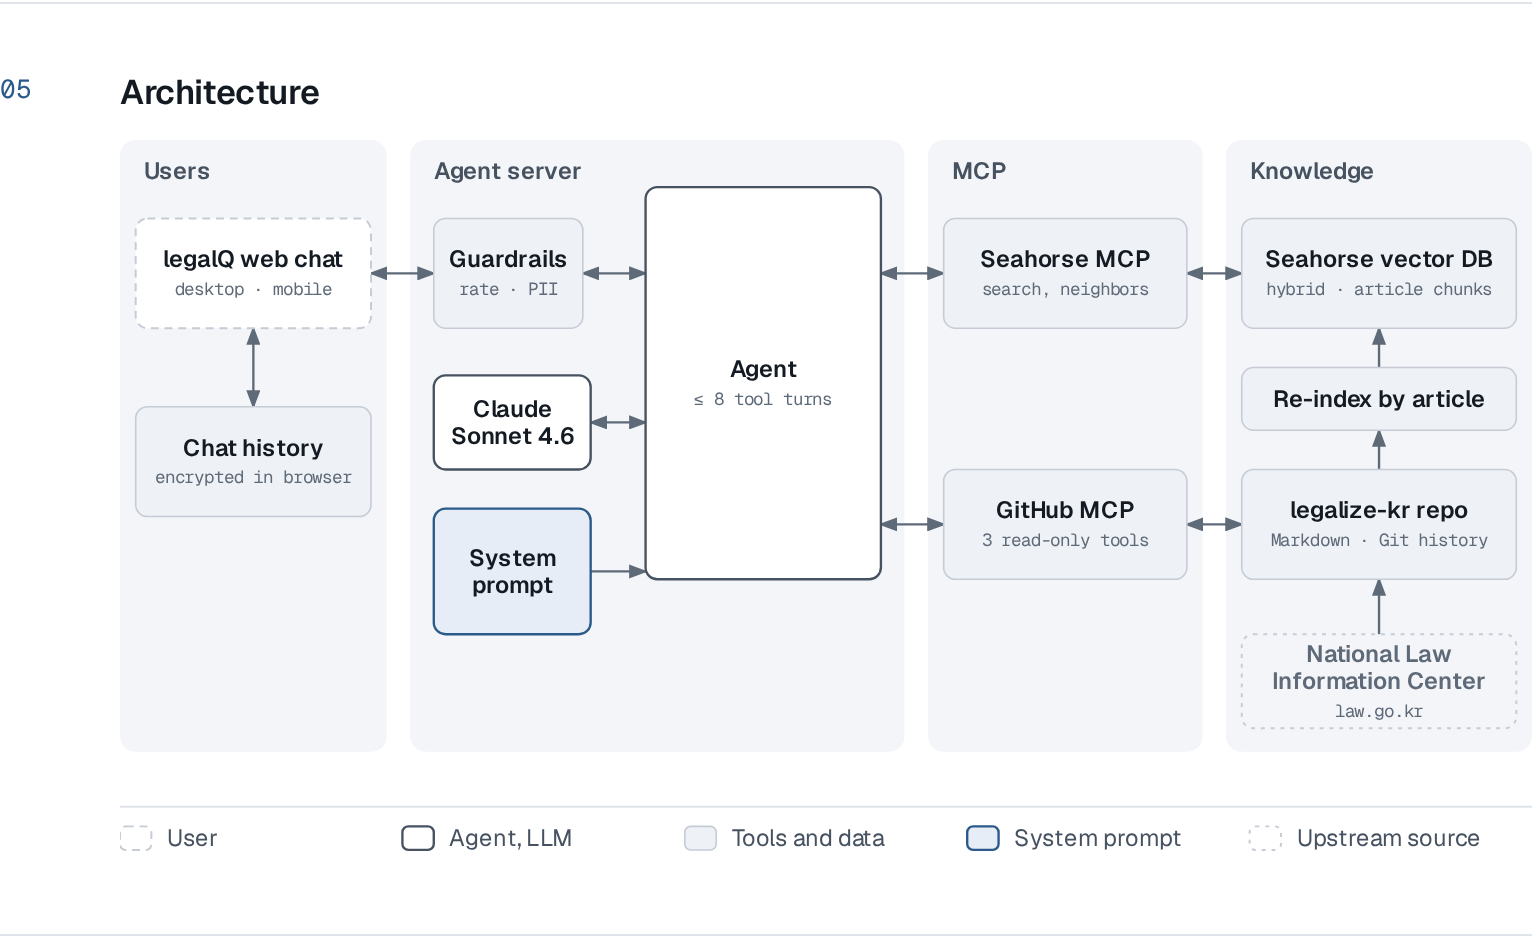 05
Architecture
Users
legalQ web chat
desktop · mobile
Chat history
encrypted in browser
Agent server
Guardrails
rate · PII
Claude
Sonnet 4.6
System
prompt
Agent
≤ 8 tool turns
MCP
Seahorse MCP
search, neighbors
GitHub MCP
3 read-only tools
Knowledge
Seahorse vector DB
hybrid · article chunks
Re-index by article
legalize-kr repo
Markdown · Git history
National Law
Information Center
law.go.kr
User
Agent, LLM
Tools and data
System prompt
Upstream source